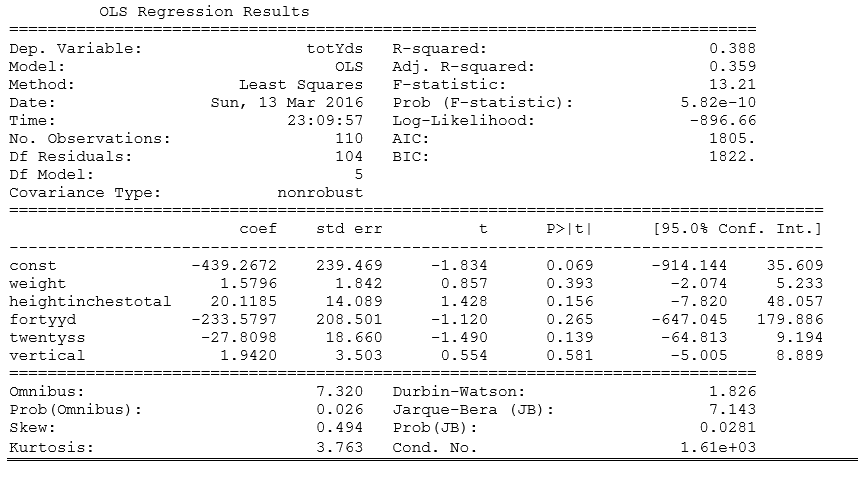 OLS Regression Results
==============================================================================
Dep. Variable: totYds R-squared: 0.388
Model: OLS Adj. R-squared: 0.359
Method: Least Squares F-statistic: 13.21
Date: Sun, 13 Mar 2016 Prob (F-statistic): 5.82e-10
Time: 23:09:57 Log-Likelihood: -896.66
No. Observations: 110 AIC: 1805.
Df Residuals: 104 BIC: 1822.
Df Model: 5
Covariance Type: nonrobust
==============================================================================
coef std err t P>|t| [95.0% Conf. Int.]
------------------------------------------------------------------------------
const -439.2672 239.469 -1.834 0.069 -914.144 35.609
weight 1.5796 1.842 0.857 0.393 -2.074 5.233
heightinchestotal 20.1185 14.089 1.428 0.156 -7.820 48.057
fortyyd -233.5797 208.501 -1.120 0.265 -647.045 179.886
twentyss -27.8098 18.660 -1.490 0.139 -64.813 9.194
vertical 1.9420 3.503 0.554 0.581 -5.005 8.889
==============================================================================
Omnibus: 7.320 Durbin-Watson: 1.826
Prob(Omnibus): 0.026 Jarque-Bera (JB): 7.143
Skew: 0.494 Prob(JB): 0.0281
Kurtosis: 3.763 Cond. No. 1.61e+03
==============================================================================